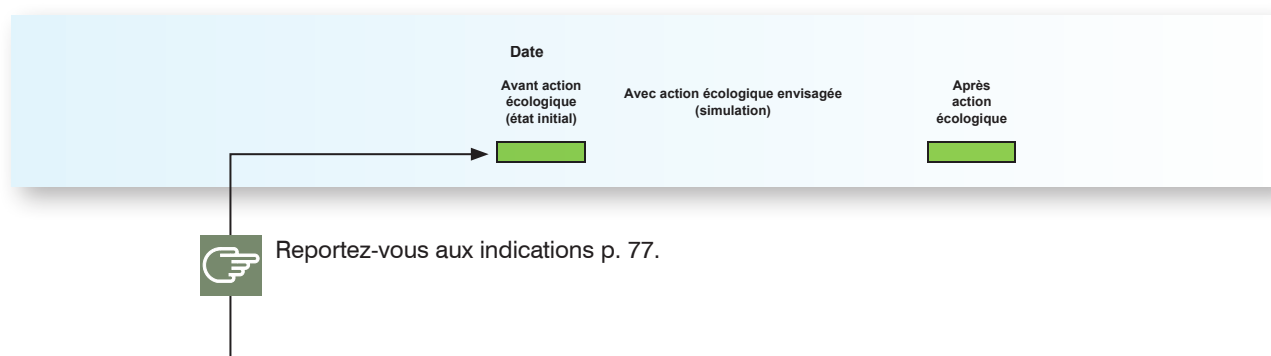 Date
Avant action
écologique
(état initial)
Avec action écologique envisagée
(simulation)
Après
action
écologique
Reportez-vous aux indications p. 77.